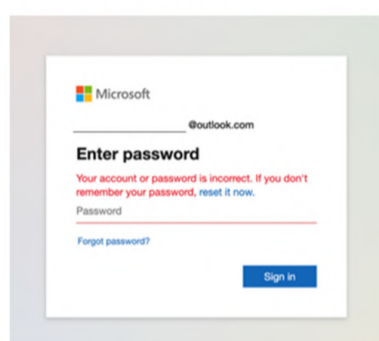 Microsoft
@outlook.com
Enter password
Your account or password is incorrect. If you don't
remember your password, reset it now.
Password
Forgot password?
Sign in